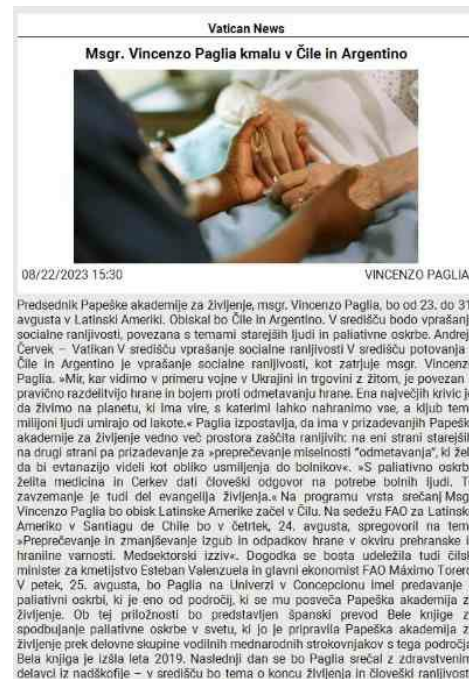 Vatican News
Msgr. Vincenzo Paglia kmalu v Čile in Argentino
08/22/2023 15:30 VINCENZO PAGLIA
Predsednik Papeške akademije za življenje, msgr. Vincenzo Paglia, bo od 23. do 31.
avgusta v Latinski Ameriki. Obiskal bo Čile in Argentino. V središču bodo vprašanj
socialne ranljivosti, povezana s temami starejših ljudi in paliativne oskrbe. Andrej
Červek – Vatikan V središču vprašanje socialne ranljivosti V središču potovanja
Čile in Argentino je vprašanje socialne ranljivosti, kot zatrjuje msgr. Vincenz
Paglia. »Mir, kar vidimo v primeru vojne v Ukrajini in trgovini z žitom, je povezan
pravično razdelitvijo hrane in bojem proti odmetavanju hrane. Ena največjih krivic je
da živimo na planetu, ki ima vire, s katerimi lahko nahranimo vse, a kljub tem
milijoni ljudi umirajo od lakote.« Paglia izpostavlja, da ima v prizadevanjih Papešk
akademije za življenje vedno več prostora zaščita ranljivih: na eni strani starejših
na drugi strani pa prizadevanje za »preprečevanje miselnosti "odmetavanja", ki žel
da bi evtanazijo videli kot obliko usmiljenja do bolnikov«. »S paliativno oskrb
želita medicina in Cerkev dati človeški odgovor na potrebe bolnih ljudi. T
zavzemanje je tudi del evangelija življenja.« Na programu vrsta srečanj Msg
Vincenzo Paglia bo obisk Latinske Amerike začel v Čilu. Na sedežu FAO za Latinsk
Ameriko v Santiagu de Chile bo v četrtek, 24. avgusta, spregovoril na tem
»Preprečevanje in zmanjševanje izgub in odpadkov hrane v okviru prehranske i
hranilne varnosti. Medsektorski izziv«. Dogodka se bosta udeležila tudi čilsk
minister za kmetijstvo Esteban Valenzuela in glavni ekonomist FAO Máximo Torero
V petek, 25. avgusta, bo Paglia na Univerzi v Concepcionu imel predavanje
paliativni oskrbi, ki je eno od področij, ki se mu posveča Papeška akademija z
življenje. Ob tej priložnosti bo predstavljen španski prevod Bele knjige z
spodbujanje paliativne oskrbe v svetu, ki jo je pripravila Papeška akademija z
življenje prek delovne skupine vodilnih mednarodnih strokovnjakov s tega področja
Bela knjiga je izšla leta 2019. Naslednji dan se bo Paglia srečal z zdravstvenim
delavci iz nadškofije – v središču bo tema o koncu življenja in človeški ranljivost